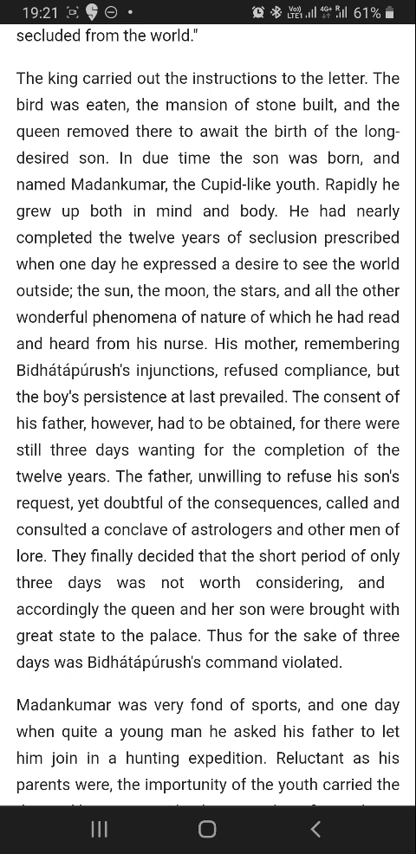 19:21
Vo)) LTE1 4G+ R 61%
secluded from the world."
The king carried out the instructions to the letter. The
bird was eaten, the mansion of stone built, and the
queen removed there to await the birth of the long-
desired son. In due time the son was born, and
named Madankumar, the Cupid-like youth. Rapidly he
grew up both in mind and body. He had nearly
completed the twelve years of seclusion prescribed
when one day he expressed a desire to see the world
outside; the sun, the moon, the stars, and all the other
wonderful phenomena of nature of which he had read
and heard from his nurse. His mother, remembering
Bidhátápúrush's injunctions, refused compliance, but
the boy's persistence at last prevailed. The consent of
his father, however, had to be obtained, for there were
still three days wanting for the completion of the
twelve years. The father, unwilling to refuse his son's
request, yet doubtful of the consequences, called and
consulted a conclave of astrologers and other men of
lore. They finally decided that the short period of only
three days was not worth considering, and
accordingly the queen and her son were brought with
great state to the palace. Thus for the sake of three
days was Bidhátápúrush's command violated.
Madankumar was very fond of sports, and one day
when quite a young man he asked his father to let
him join in a hunting expedition. Reluctant as his
parents were, the importunity of the youth carried the